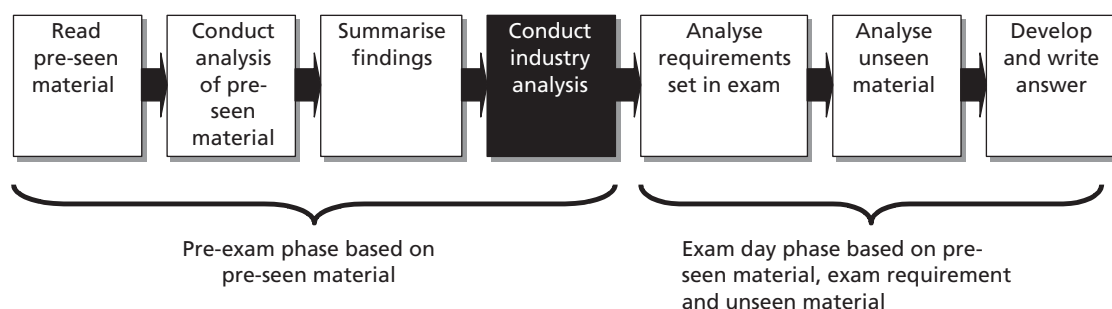 Read
pre-seen
material
Conduct
analysis
of pre-
seen
material
Summarise
findings
Conduct
industry
analysis
Analyse
requirements
set in exam
Analyse
unseen
material
Develop
and write
answer
Pre-exam phase based on
pre-seen material
Exam day phase based on pre-
seen material, exam requirement
and unseen material